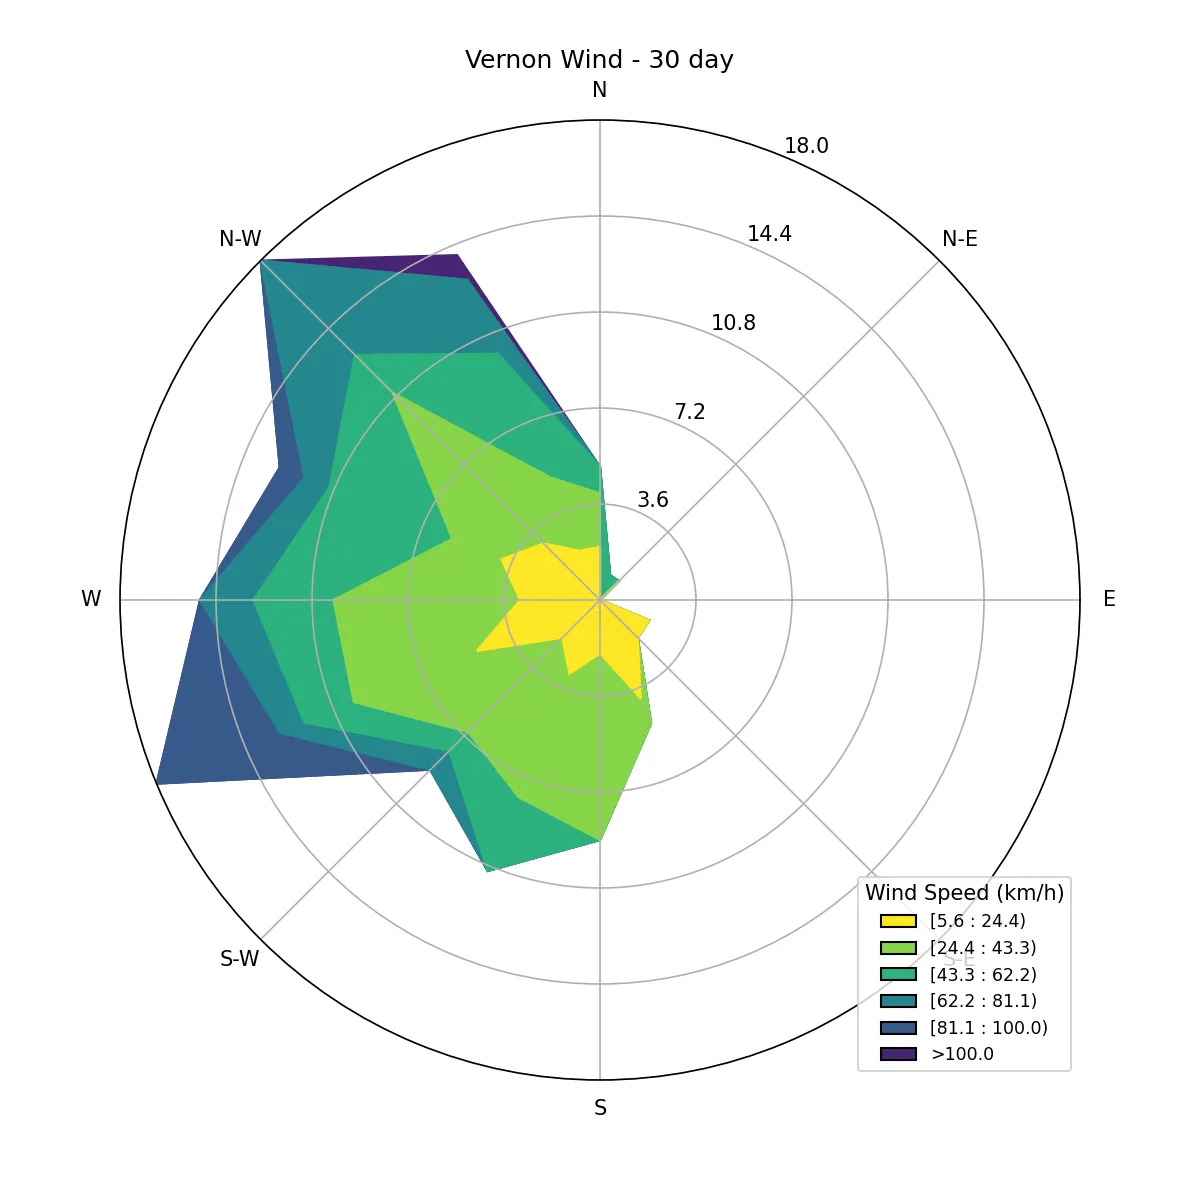 Vernon Wind - 30 day
N
18.0
N-W
14.4
N-E
10.8
7.2
3.6
W
E
Wind Speed (km/h)
[5.6 : 24.4)
[24.4 : 43.3)
S-W
S-E
[43.3 : 62.2)
[62.2 : 81.1)
[81.1 : 100.0)
>100.0
S